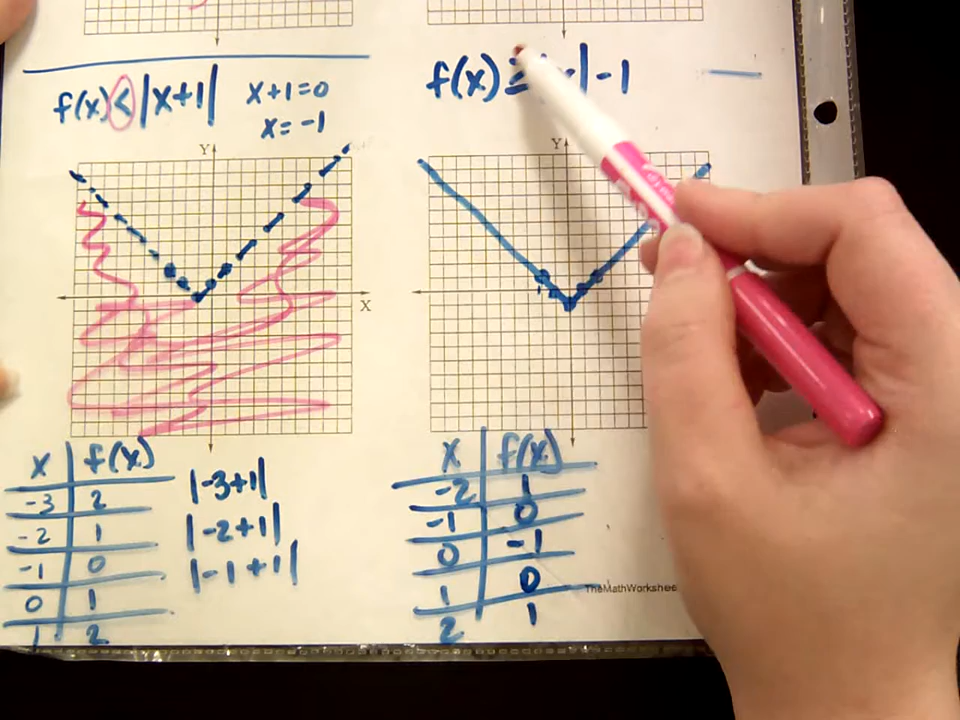 f(x) < |x+1|
x+1=0
x = -1
Y
X
x f(x)
-3 2
-2 1
-1 0
0 1
1 2
|-3+1|
|-2+1|
|-1+1|
f(x) ≥ | -1
Y
x f(x)
-2 1
-1 0
0 -1
1 0
2 1
TheMathWorkshe